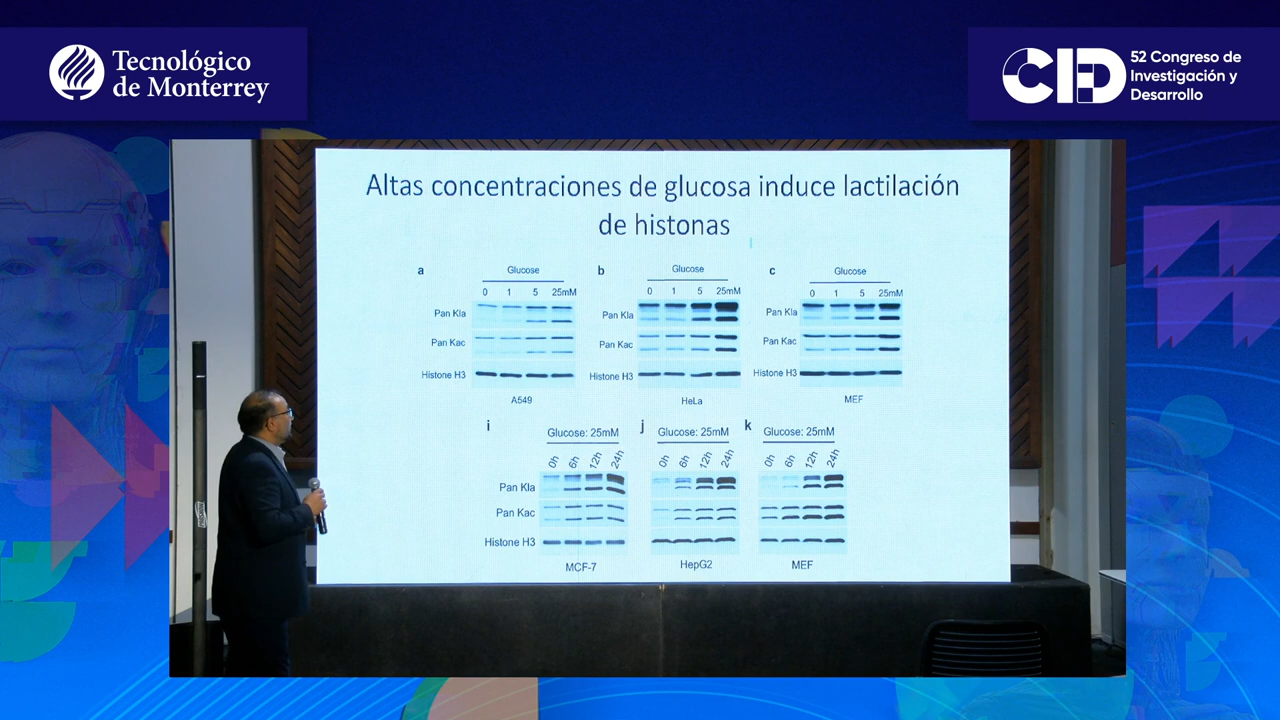 Tecnológico
de Monterrey
CID
52 Congreso de
Investigación y
Desarrollo
Altas concentraciones de glucosa induce lactilación
de histonas
a
Glucose
0 1 5 25mM
Pan Kla
Pan Kac
Histone H3
A549
b
Glucose
0 1 5 25mM
Pan Kla
Pan Kac
Histone H3
HeLa
c
Glucose
0 1 5 25mM
Pan Kla
Pan Kac
Histone H3
MEF
i
Glucose: 25mM
0h 6h 12h 24h
Pan Kla
Pan Kac
Histone H3
MCF-7
j
Glucose: 25mM
0h 6h 12h 24h
HepG2
k
Glucose: 25mM
0h 6h 12h 24h
MEF